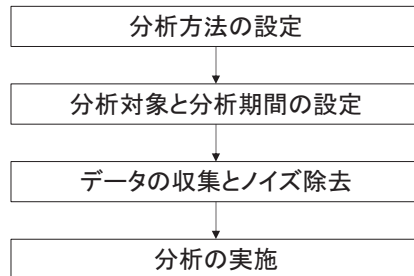 分析方法の設定
分析対象と分析期間の設定
データの収集とノイズ除去
分析の実施